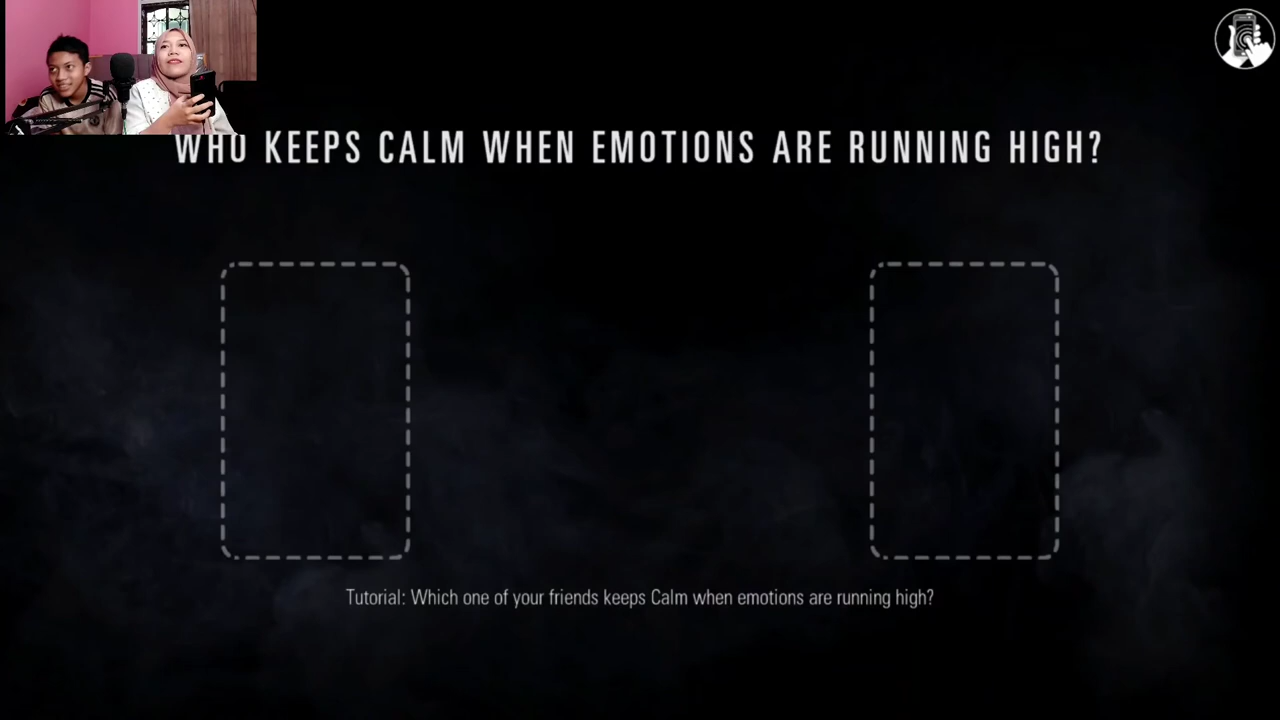 WHO KEEPS CALM WHEN EMOTIONS ARE RUNNING HIGH?
Tutorial: Which one of your friends keeps Calm when emotions are running high?